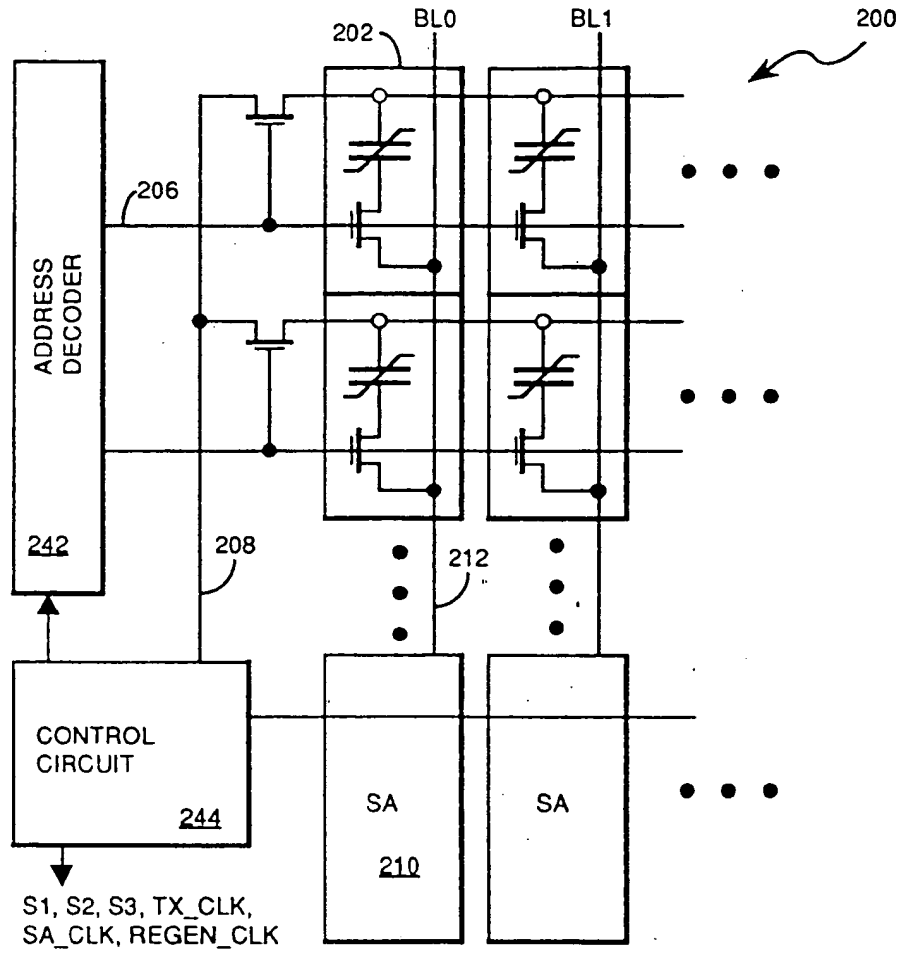 BL0
BL1
200
202
206
ADDRESS
DECODER
242
208
212
CONTROL
CIRCUIT
244
SA
210
SA
S1, S2, S3, TX_CLK,
SA_CLK, REGEN_CLK